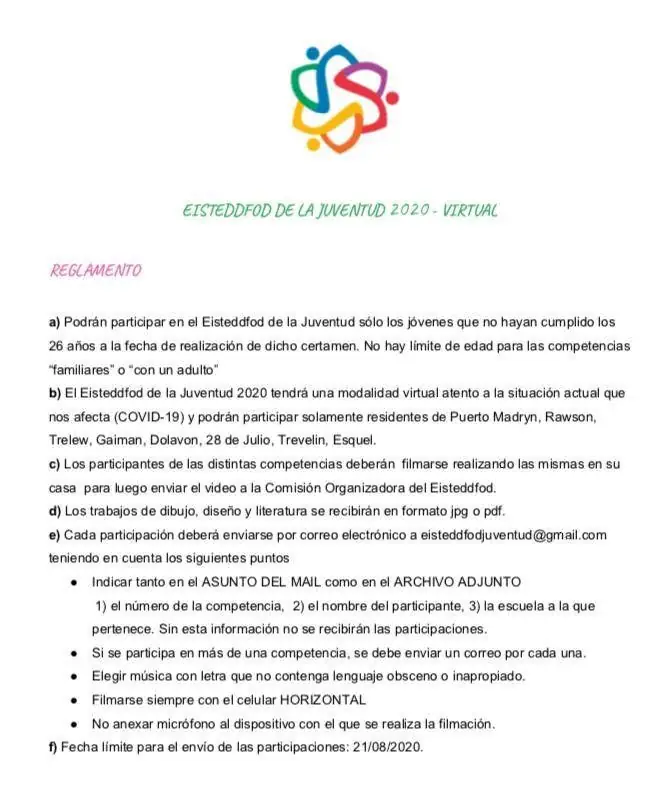 EISTEDDFOD DE LA JUVENTUD 2020 - VIRTUAL
REGLAMENTO
a) Podrán participar en el Eisteddfod de la Juventud sólo los jóvenes que no hayan cumplido los
26 años a la fecha de realización de dicho certamen. No hay límite de edad para las competencias
“familiares” o “con un adulto”
b) El Eisteddfod de la Juventud 2020 tendrá una modalidad virtual atento a la situación actual que
nos afecta (COVID-19) y podrán participar solamente residentes de Puerto Madryn, Rawson,
Trelew, Gaiman, Dolavon, 28 de Julio, Trevelin, Esquel.
c) Los participantes de las distintas competencias deberán filmarse realizando las mismas en su
casa para luego enviar el video a la Comisión Organizadora del Eisteddfod.
d) Los trabajos de dibujo, diseño y literatura se recibirán en formato jpg o pdf.
e) Cada participación deberá enviarse por correo electrónico a eisteddfodjuventud@gmail.com
teniendo en cuenta los siguientes puntos
● Indicar tanto en el ASUNTO DEL MAIL como en el ARCHIVO ADJUNTO
1) el número de la competencia, 2) el nombre del participante, 3) la escuela a la que
pertenece. Sin esta información no se recibirán las participaciones.
● Si se participa en más de una competencia, se debe enviar un correo por cada una.
● Elegir música con letra que no contenga lenguaje obsceno o inapropiado.
● Filmarse siempre con el celular HORIZONTAL
● No anexar micrófono al dispositivo con el que se realiza la filmación.
f) Fecha límite para el envío de las participaciones: 21/08/2020.